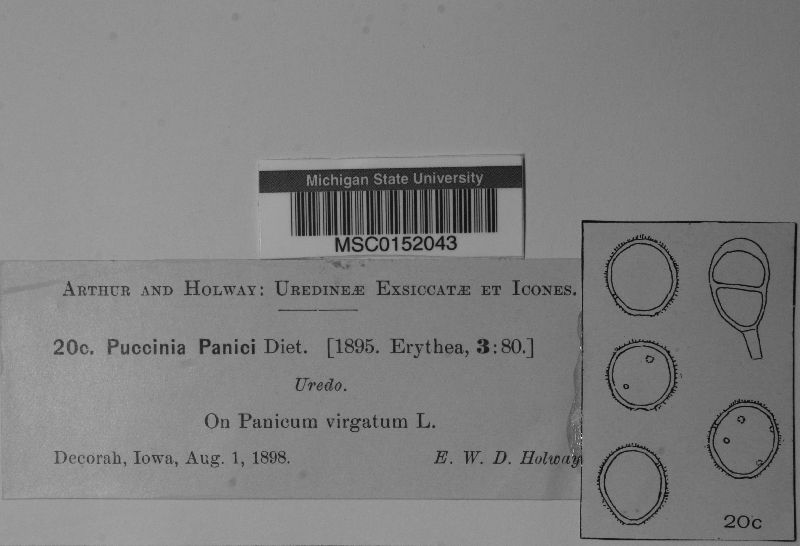 Michigan State University
MSC0152043
ARTHUR AND HOLWAY: UREDINEÆ EXSICCATÆ ET ICONES.
20c. Puccinia Panici Diet. [1895. Erythea, 3:80.]
Uredo.
On Panicum virgatum L.
Decorah, Iowa, Aug. 1, 1898. E. W. D. Holway
20c